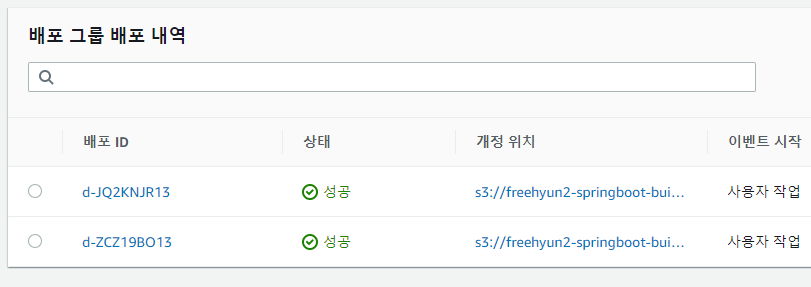 배포 그룹 배포 내역
배포 ID 상태 개정 위치 이벤트 시작
d-JQ2KNJR13 성공 s3://freehyun2-springboot-bui… 사용자 작업
d-ZCZ19BO13 성공 s3://freehyun2-springboot-bui… 사용자 작업